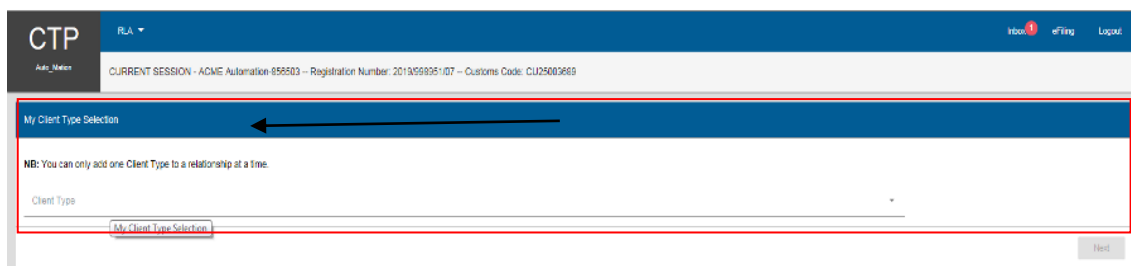 CTP
RLA
Inbox 1
eFiling
Logout
Auto_Mation
CURRENT SESSION - ACME Automation-856503 -- Registration Number: 2019/999951/07 -- Customs Code: CU25003669
My Client Type Selection
NB: You can only add one Client Type to a relationship at a time.
Client Type
My Client Type Selection
Next